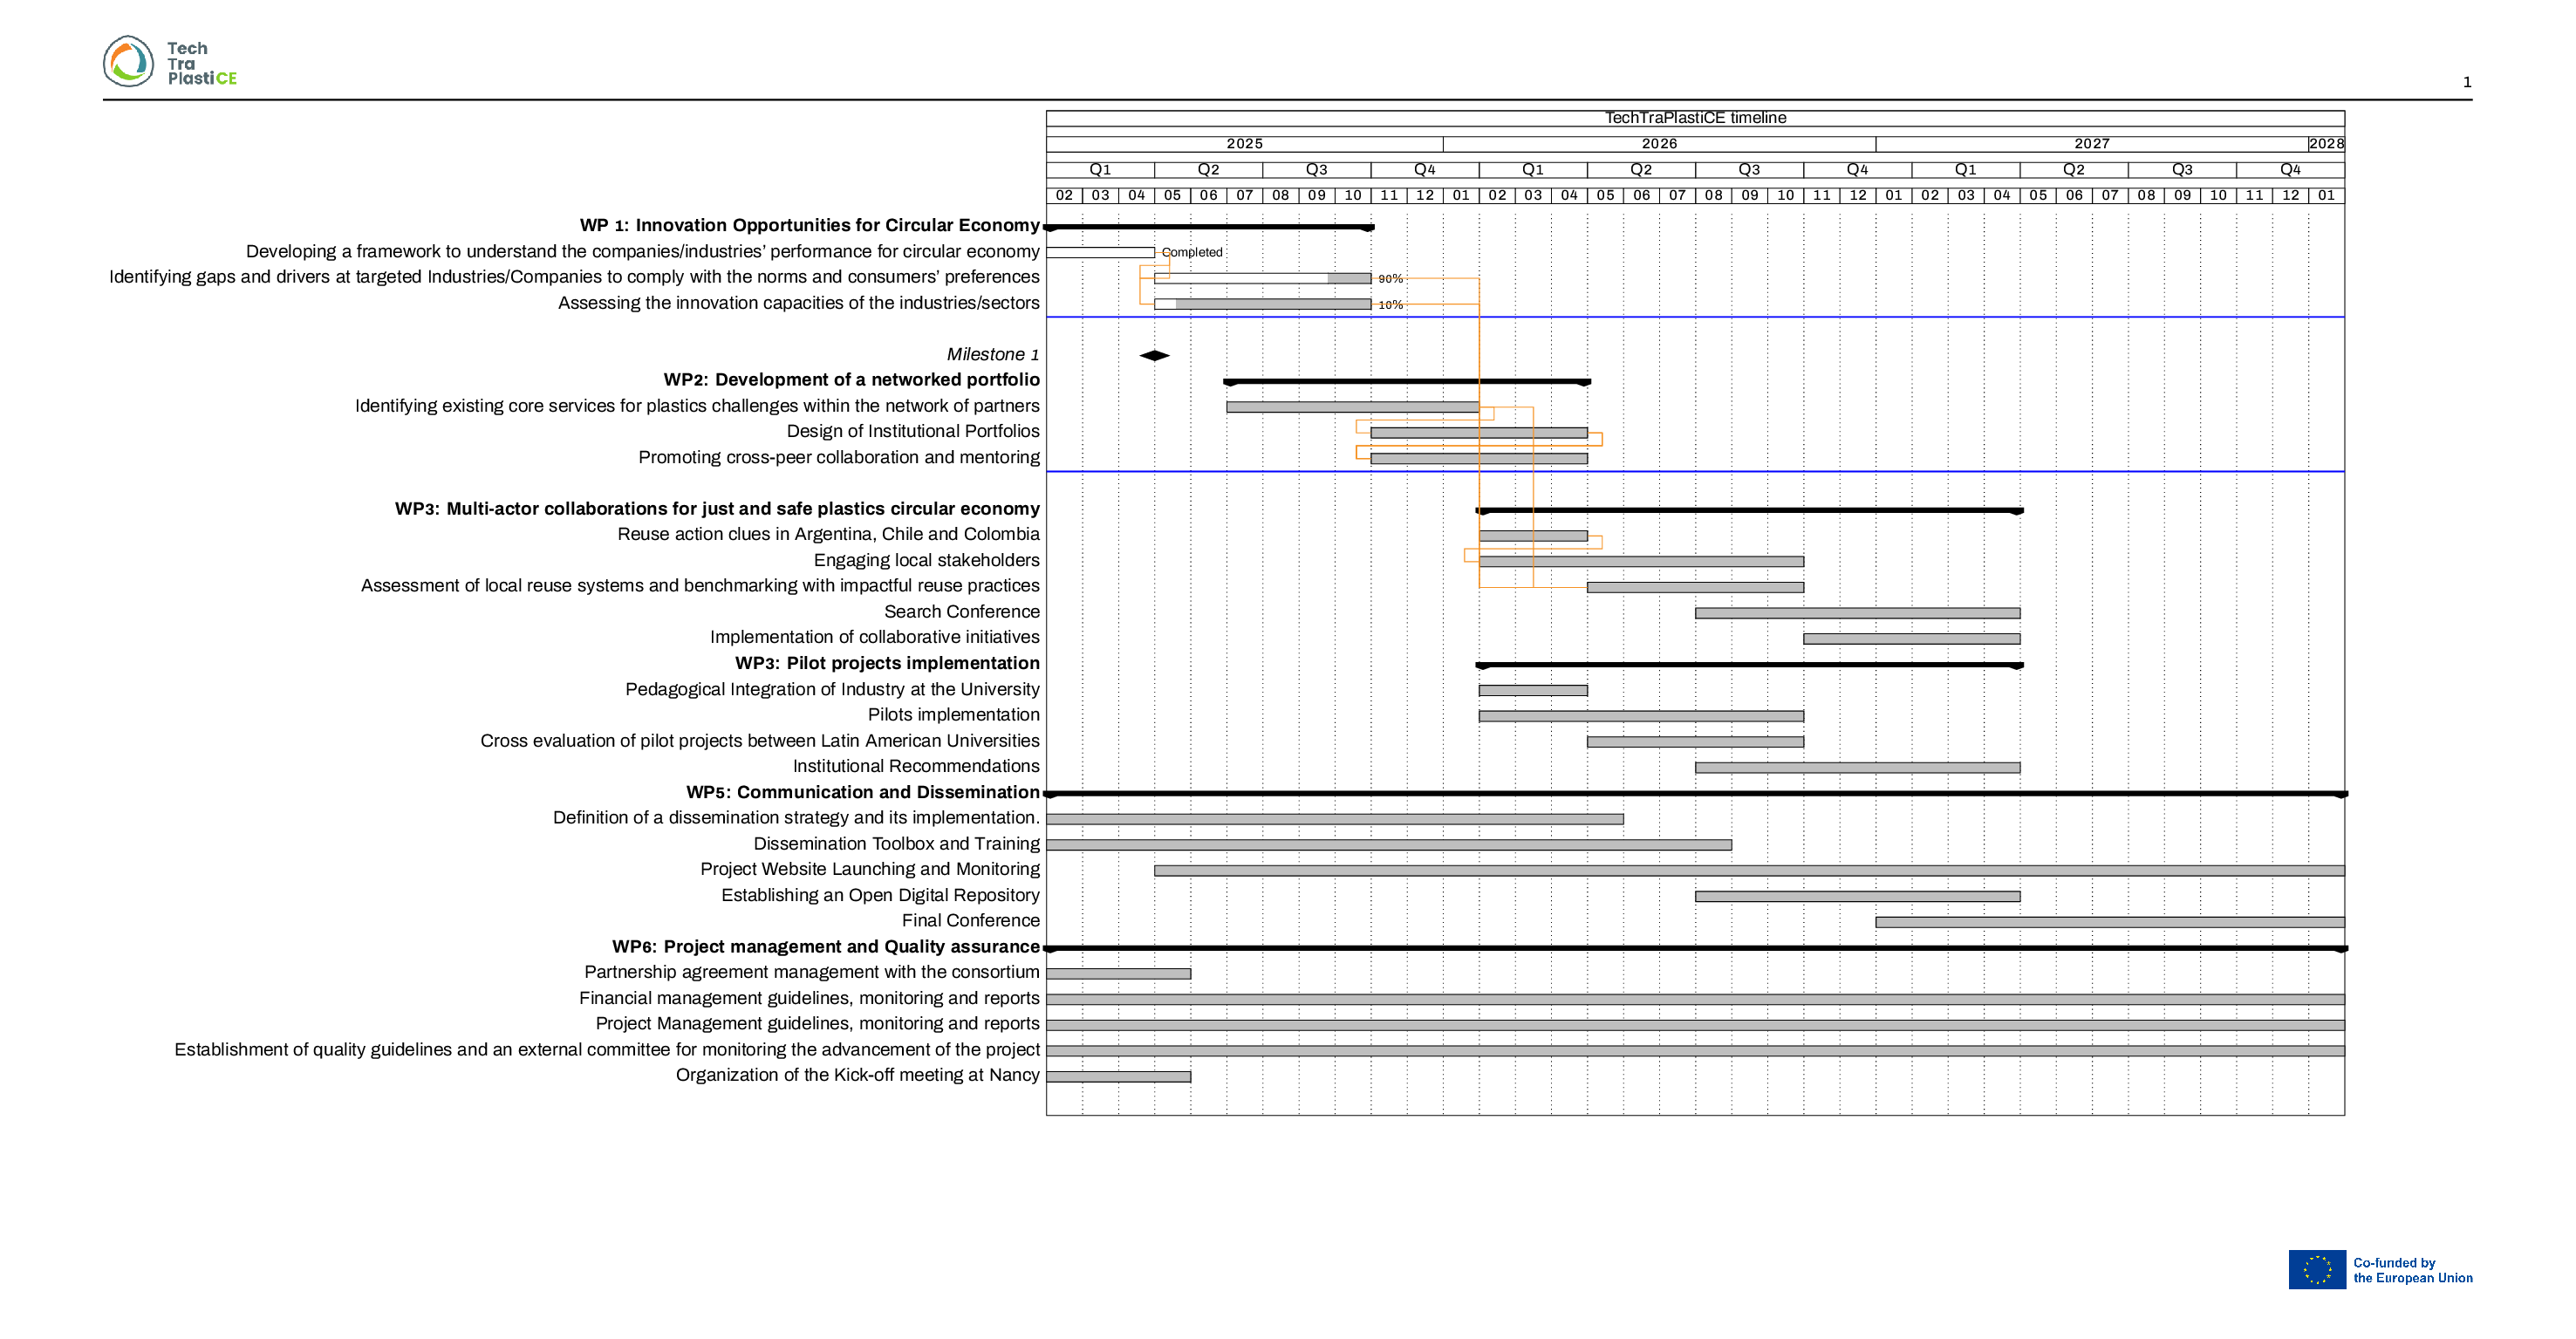 Tech
Tra
PlastiCE
1
TechTraPlastiCE timeline
2025 2026 2027 2028
Q1 Q2 Q3 Q4 Q1 Q2 Q3 Q4 Q1 Q2 Q3 Q4
02 03 04 05 06 07 08 09 10 11 12 01 02 03 04 05 06 07 08 09 10 11 12 01 02 03 04 05 06 07 08 09 10 11 12 01
WP 1: Innovation Opportunities for Circular Economy
Developing a framework to understand the companies/industries’ performance for circular economy Completed
Identifying gaps and drivers at targeted Industries/Companies to comply with the norms and consumers’ preferences 90%
Assessing the innovation capacities of the industries/sectors 10%
Milestone 1
WP2: Development of a networked portfolio
Identifying existing core services for plastics challenges within the network of partners
Design of Institutional Portfolios
Promoting cross-peer collaboration and mentoring
WP3: Multi-actor collaborations for just and safe plastics circular economy
Reuse action clues in Argentina, Chile and Colombia
Engaging local stakeholders
Assessment of local reuse systems and benchmarking with impactful reuse practices
Search Conference
Implementation of collaborative initiatives
WP3: Pilot projects implementation
Pedagogical Integration of Industry at the University
Pilots implementation
Cross evaluation of pilot projects between Latin American Universities
Institutional Recommendations
WP5: Communication and Dissemination
Definition of a dissemination strategy and its implementation.
Dissemination Toolbox and Training
Project Website Launching and Monitoring
Establishing an Open Digital Repository
Final Conference
WP6: Project management and Quality assurance
Partnership agreement management with the consortium
Financial management guidelines, monitoring and reports
Project Management guidelines, monitoring and reports
Establishment of quality guidelines and an external committee for monitoring the advancement of the project
Organization of the Kick-off meeting at Nancy
Co-funded by
the European Union